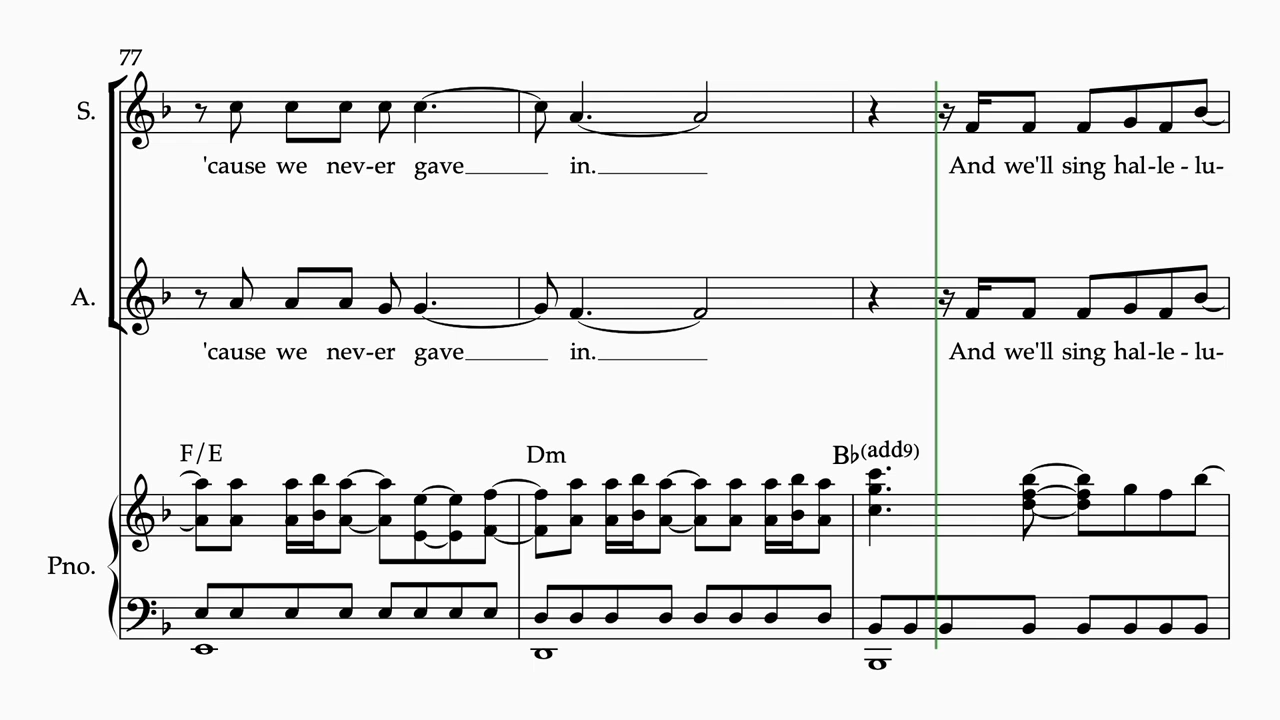 77
S.
'cause we nev-er gave in. And we'll sing hal-le - lu-
A.
'cause we nev-er gave in. And we'll sing hal-le - lu-
F/E Dm B♭(add9)
Pno.